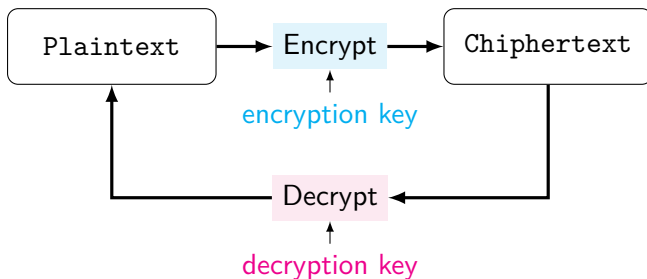 Plaintext
Encrypt
Chiphertext
encryption key
Decrypt
decryption key